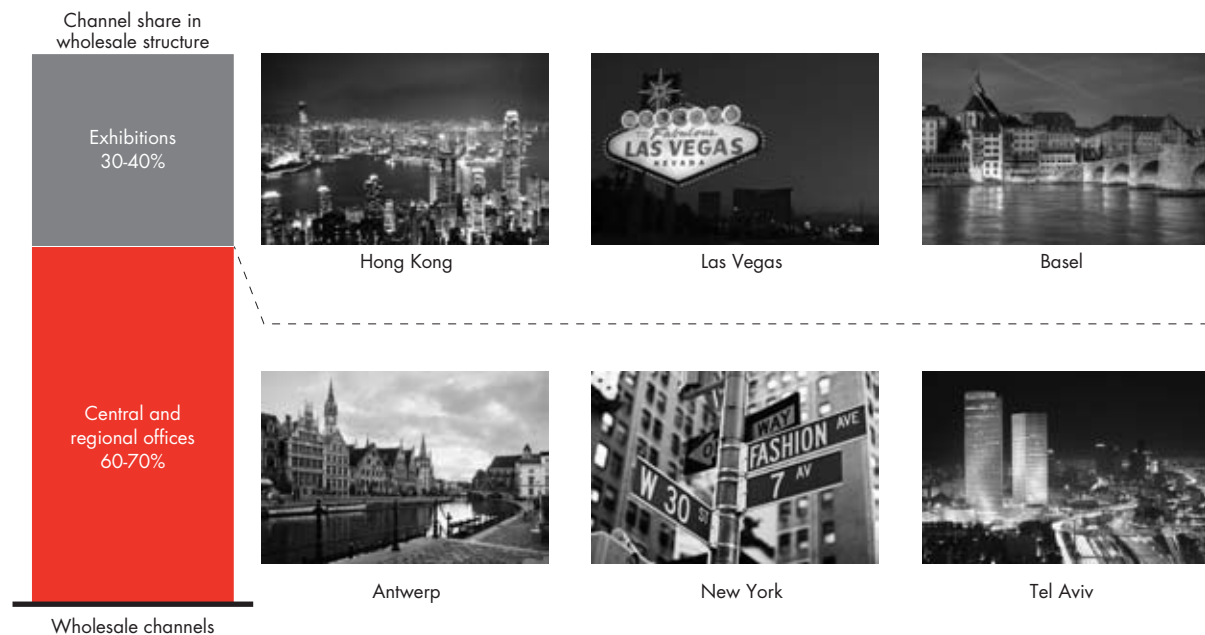 Channel share in
wholesale structure
Exhibitions
30-40%
Fabulous
LAS VEGAS
NEVADA
Hong Kong
Las Vegas
Basel
Central and
regional offices
60-70%
WAY
FASHION AVE
7 AV
W 30 ST
Antwerp
New York
Tel Aviv
Wholesale channels